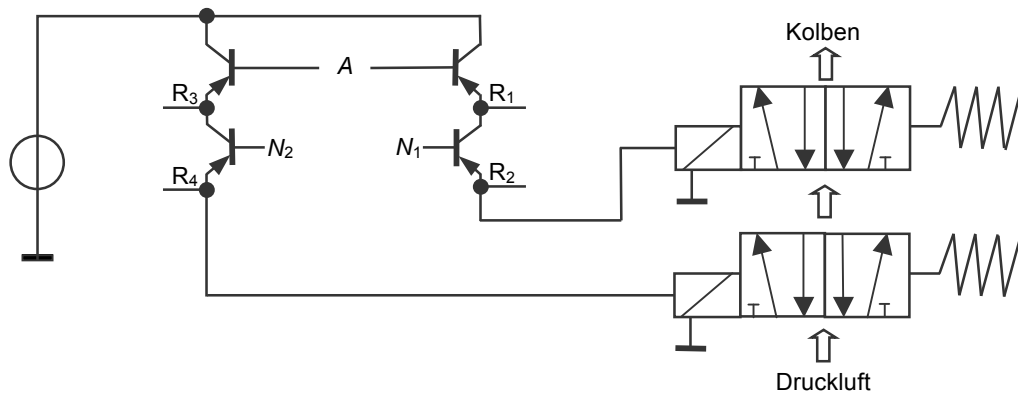 Kolben
A
R₃
R₁
N₂
N₁
R₄
R₂
Druckluft